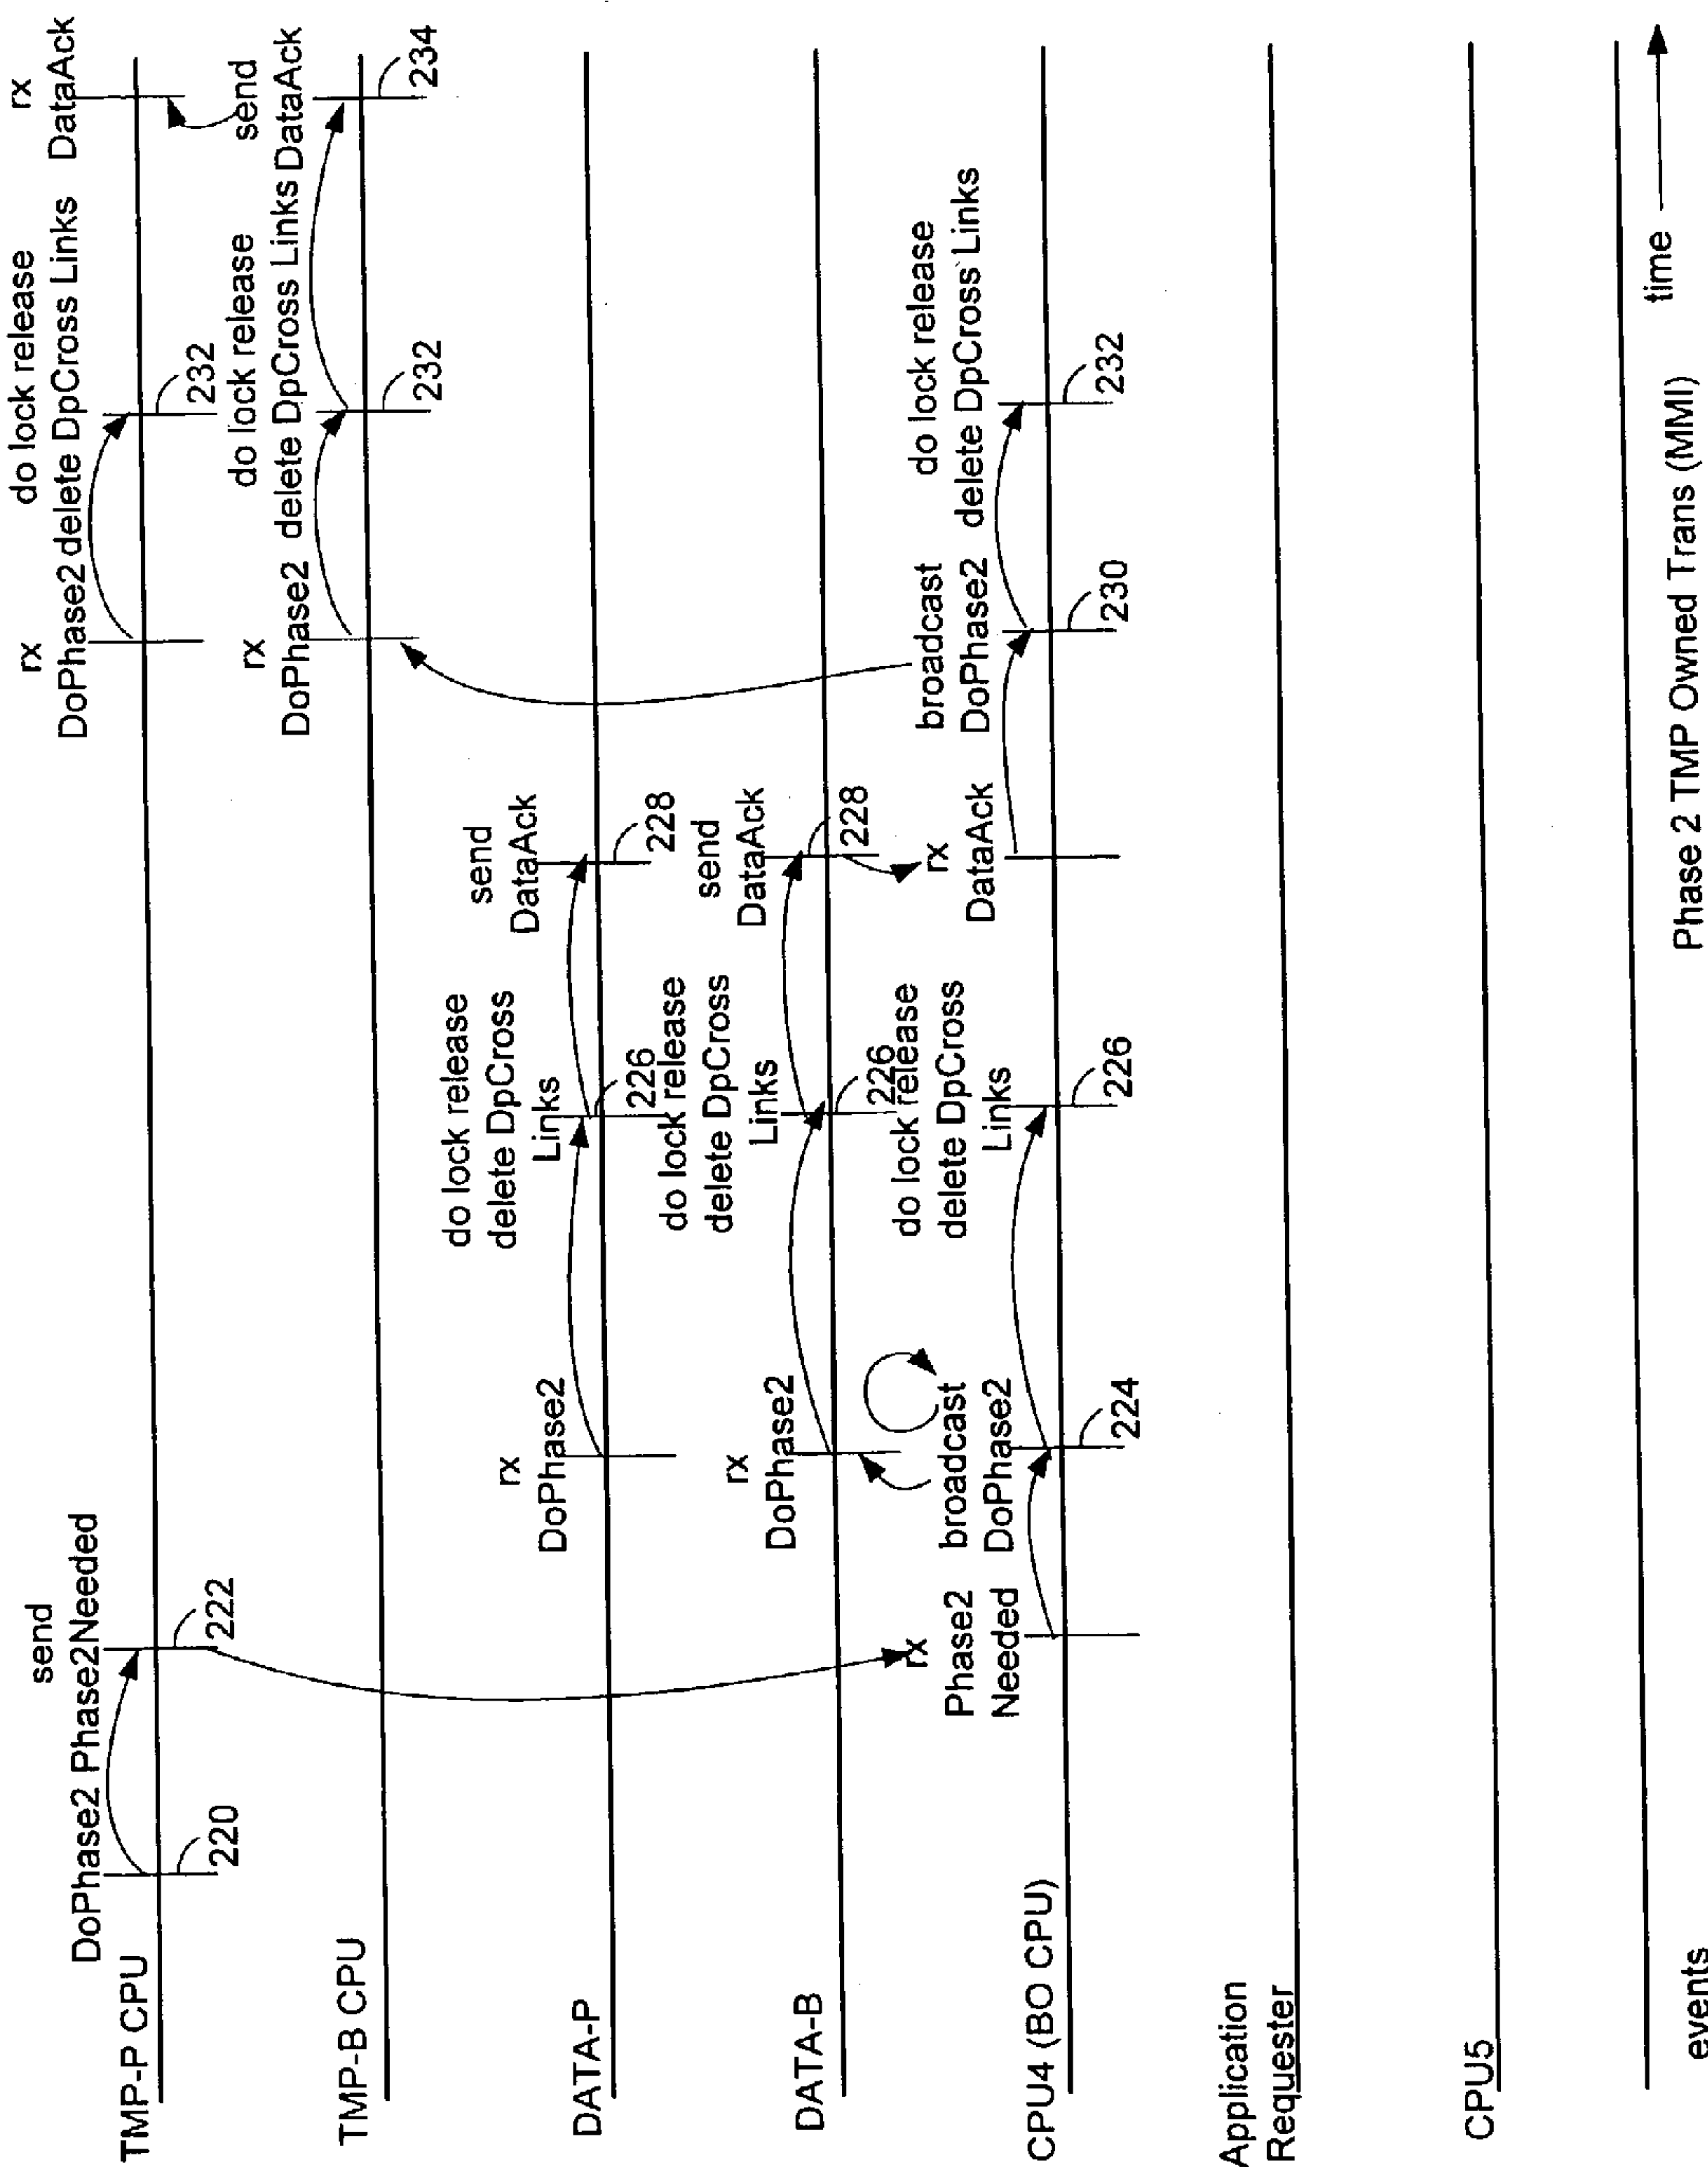 send
DoPhase2 Phase2Needed
220
222
rx
DoPhase2
do lock release
delete DpCross Links
232
rx
DataAck
TMP-P CPU
rx
DoPhase2
do lock release
delete DpCross Links
232
send
DataAck
234
TMP-B CPU
rx
DoPhase2
do lock release
delete DpCross
Links
226
send
DataAck
228
DATA-P
rx
DoPhase2
do lock release
delete DpCross
Links
226
send
DataAck
228
DATA-B
rx
Phase2
Needed
broadcast
DoPhase2
224
do lock release
delete DpCross
Links
226
rx
DataAck
broadcast
DoPhase2
230
do lock release
delete DpCross Links
232
CPU4 (BO CPU)
Application
Requester
CPU5
events
time
Phase 2 TMP Owned Trans (MMI)